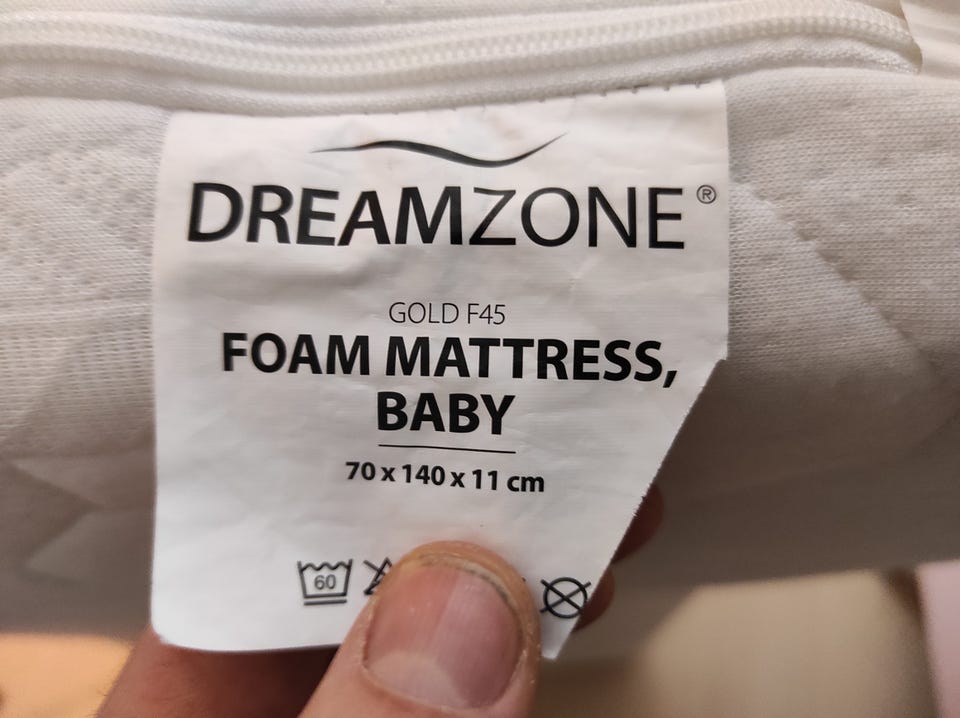 DREAMZONE®
GOLD F45
FOAM MATTRESS,
BABY
70 x 140 x 11 cm
60